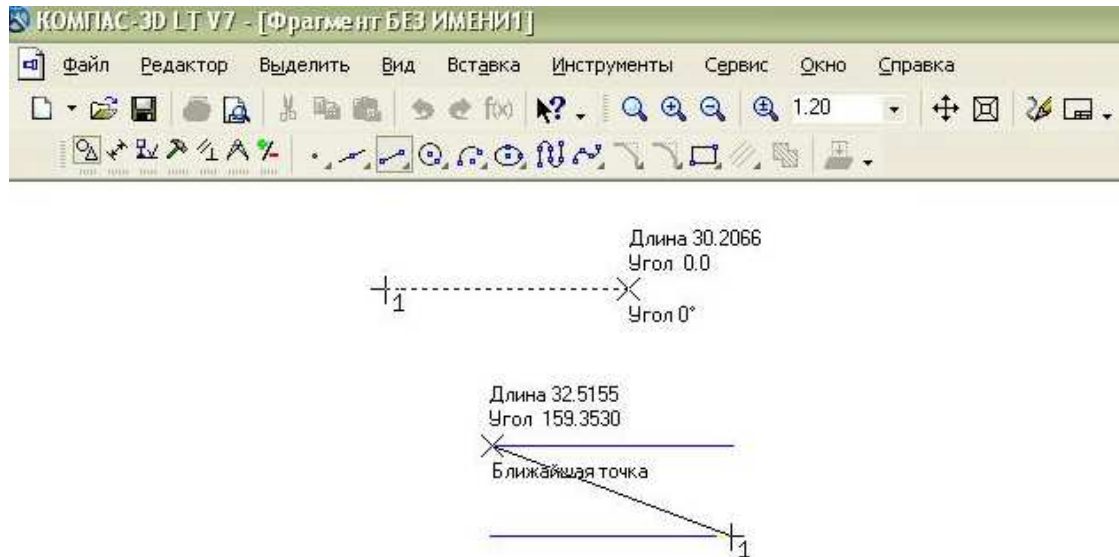 КОМПАС-3D LT V7 - [Фрагмент БЕЗ ИМЕНИ1]
Файл Редактор Выделить Вид Вставка Инструменты Сервис Окно Справка
f(x) 1.20
Длина 30.2066
Угол 0.0
1
Угол 0°
Длина 32.5155
Угол 159.3530
Ближайшая точка
1